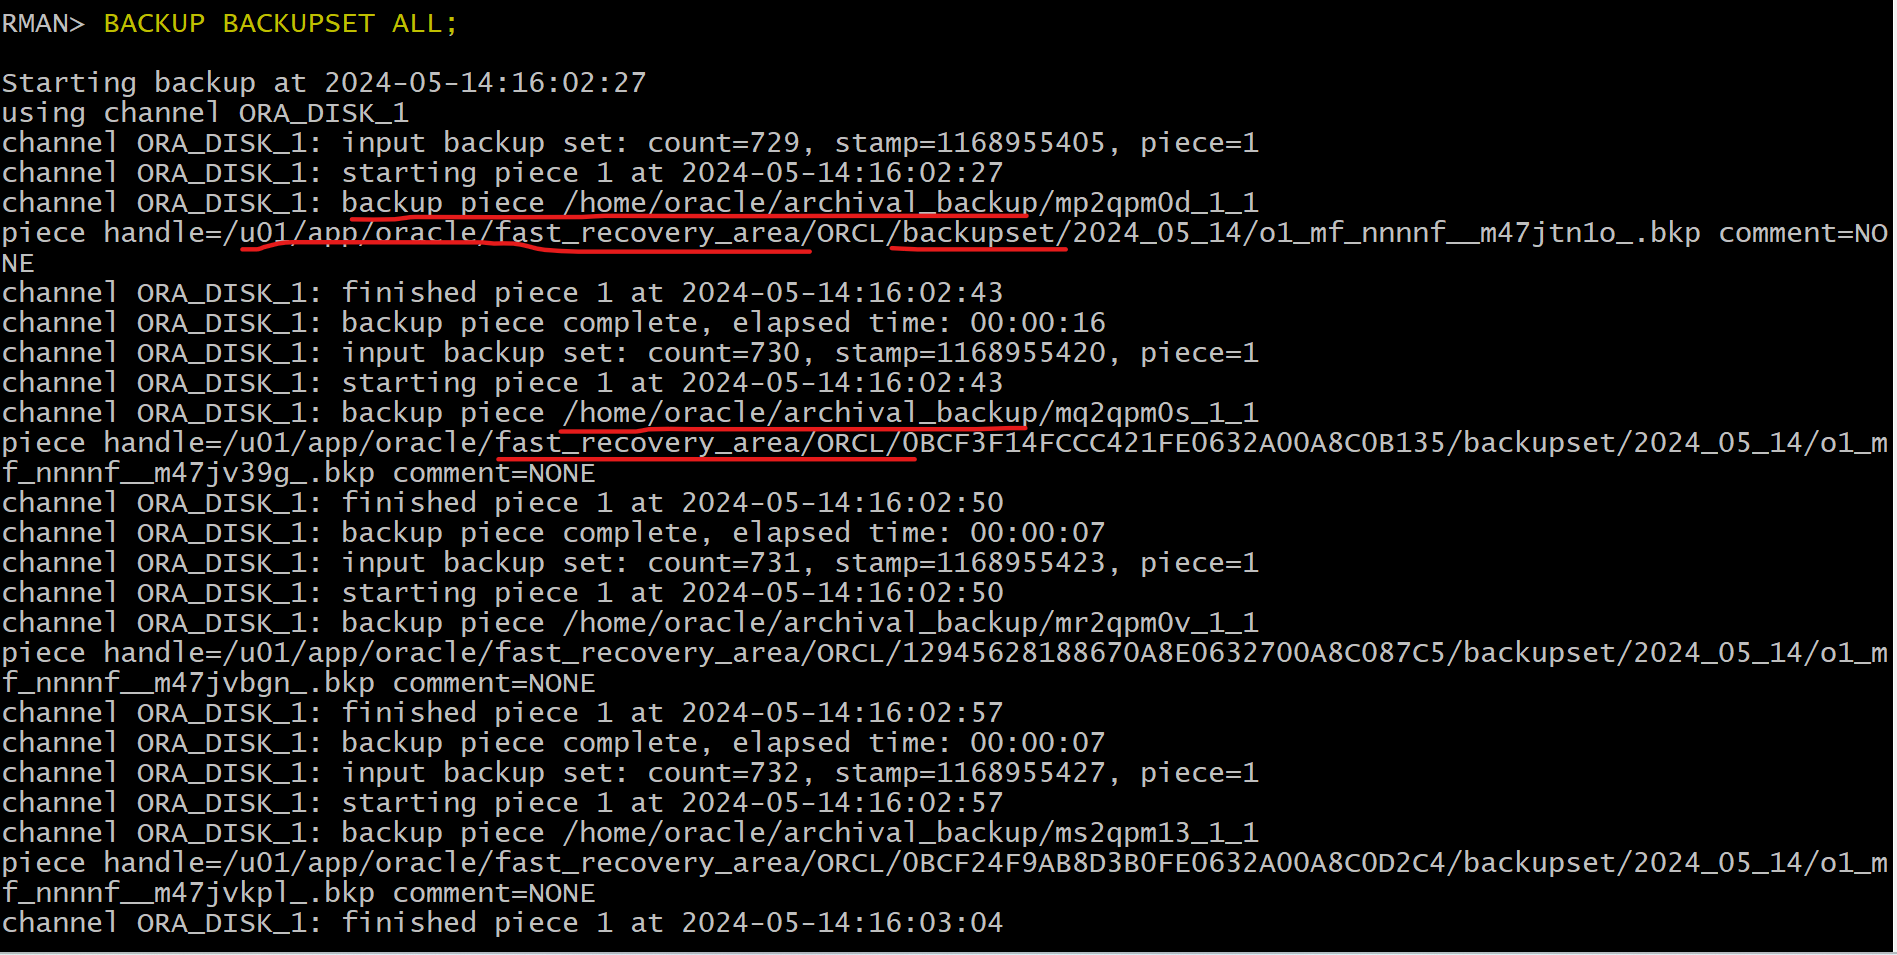 RMAN> BACKUP BACKUPSET ALL;
Starting backup at 2024-05-14:16:02:27
using channel ORA_DISK_1
channel ORA_DISK_1: input backup set: count=729, stamp=1168955405, piece=1
channel ORA_DISK_1: starting piece 1 at 2024-05-14:16:02:27
channel ORA_DISK_1: backup piece /home/oracle/archival_backup/mp2qpm0d_1_1
piece handle=/u01/app/oracle/fast_recovery_area/ORCL/backupset/2024_05_14/o1_mf_nnnnf__m47jtn1o_.bkp comment=NO
NE
channel ORA_DISK_1: finished piece 1 at 2024-05-14:16:02:43
channel ORA_DISK_1: backup piece complete, elapsed time: 00:00:16
channel ORA_DISK_1: input backup set: count=730, stamp=1168955420, piece=1
channel ORA_DISK_1: starting piece 1 at 2024-05-14:16:02:43
channel ORA_DISK_1: backup piece /home/oracle/archival_backup/mq2qpm0s_1_1
piece handle=/u01/app/oracle/fast_recovery_area/ORCL/0BCF3F14FCCC421FE0632A00A8C0B135/backupset/2024_05_14/o1_m
f_nnnnf__m47jv39g_.bkp comment=NONE
channel ORA_DISK_1: finished piece 1 at 2024-05-14:16:02:50
channel ORA_DISK_1: backup piece complete, elapsed time: 00:00:07
channel ORA_DISK_1: input backup set: count=731, stamp=1168955423, piece=1
channel ORA_DISK_1: starting piece 1 at 2024-05-14:16:02:50
channel ORA_DISK_1: backup piece /home/oracle/archival_backup/mr2qpm0v_1_1
piece handle=/u01/app/oracle/fast_recovery_area/ORCL/12945628188670A8E0632700A8C087C5/backupset/2024_05_14/o1_m
f_nnnnf__m47jvbgn_.bkp comment=NONE
channel ORA_DISK_1: finished piece 1 at 2024-05-14:16:02:57
channel ORA_DISK_1: backup piece complete, elapsed time: 00:00:07
channel ORA_DISK_1: input backup set: count=732, stamp=1168955427, piece=1
channel ORA_DISK_1: starting piece 1 at 2024-05-14:16:02:57
channel ORA_DISK_1: backup piece /home/oracle/archival_backup/ms2qpm13_1_1
piece handle=/u01/app/oracle/fast_recovery_area/ORCL/0BCF24F9AB8D3B0FE0632A00A8C0D2C4/backupset/2024_05_14/o1_m
f_nnnnf__m47jvkpl_.bkp comment=NONE
channel ORA_DISK_1: finished piece 1 at 2024-05-14:16:03:04